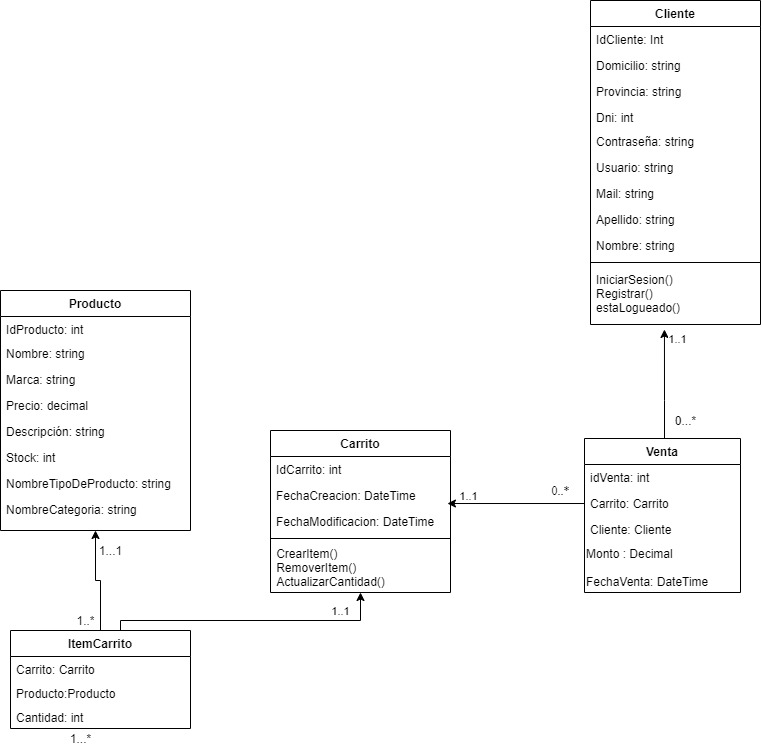 Cliente
IdCliente: Int
Domicilio: string
Provincia: string
Dni: int
Contraseña: string
Usuario: string
Mail: string
Apellido: string
Nombre: string
IniciarSesion()
Registrar()
estaLogueado()
1..1
0...*
Producto
IdProducto: int
Nombre: string
Marca: string
Precio: decimal
Descripción: string
Stock: int
NombreTipoDeProducto: string
NombreCategoria: string
1...1
1..*
Carrito
IdCarrito: int
FechaCreacion: DateTime
FechaModificacion: DateTime
CrearItem()
RemoverItem()
ActualizarCantidad()
1..1
0..*
1..1
Venta
idVenta: int
Carrito: Carrito
Cliente: Cliente
Monto : Decimal
FechaVenta: DateTime
ItemCarrito
Carrito: Carrito
Producto:Producto
Cantidad: int
1...*